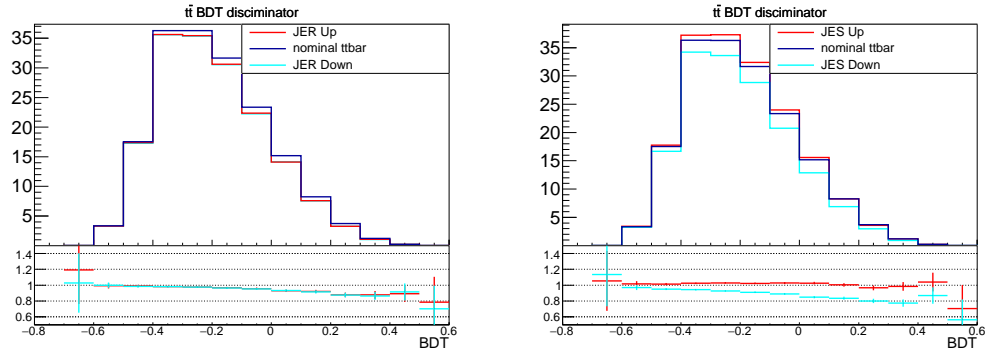 tt̄ BDT disciminator
JER Up
nominal ttbar
JER Down
35
30
25
20
15
10
5
1.4
1.2
1
0.8
0.6
−0.8 −0.6 −0.4 −0.2 0 0.2 0.4 0.6
BDT
tt̄ BDT disciminator
JES Up
nominal ttbar
JES Down
35
30
25
20
15
10
5
1.4
1.2
1
0.8
0.6
−0.8 −0.6 −0.4 −0.2 0 0.2 0.4 0.6
BDT